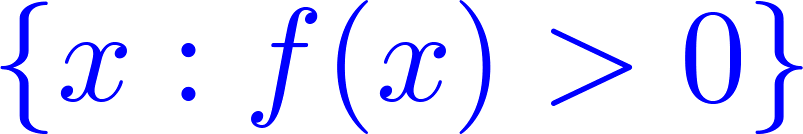 {x : f(x) > 0}